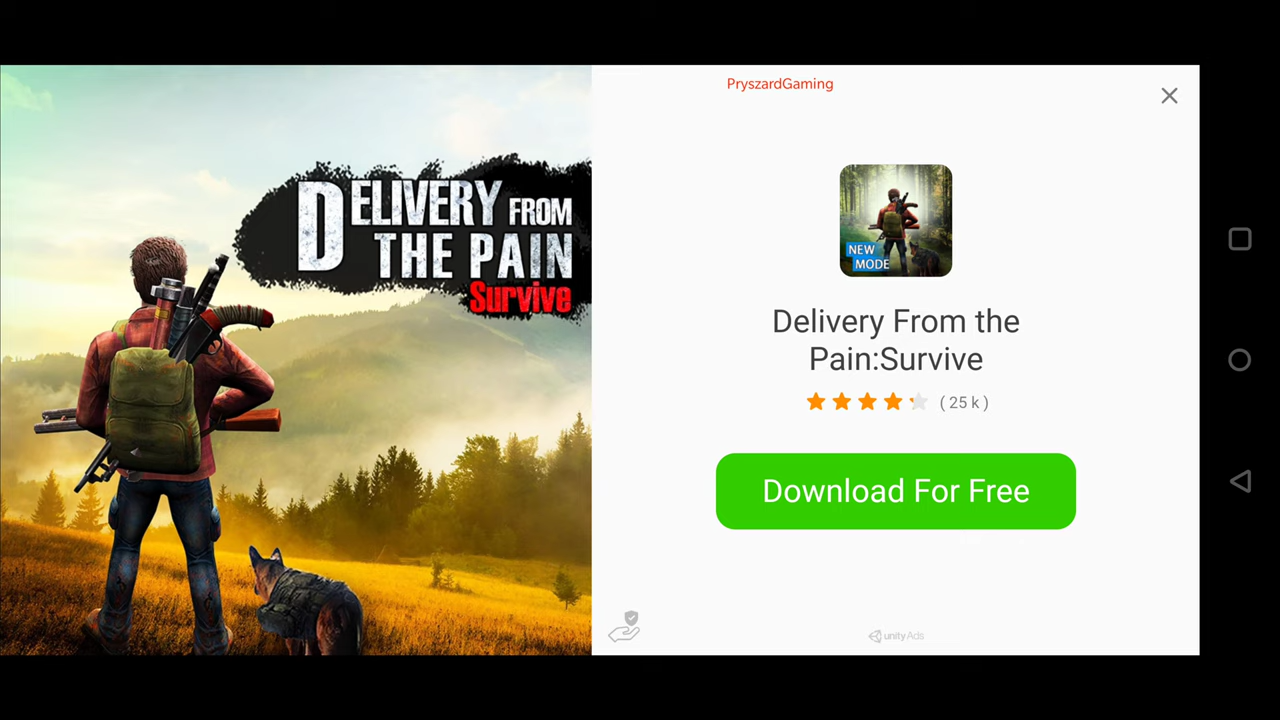 DELIVERY FROM
THE PAIN
Survive
PryszardGaming
NEW
MODE
Delivery From the
Pain:Survive
( 25 k )
Download For Free
unity Ads